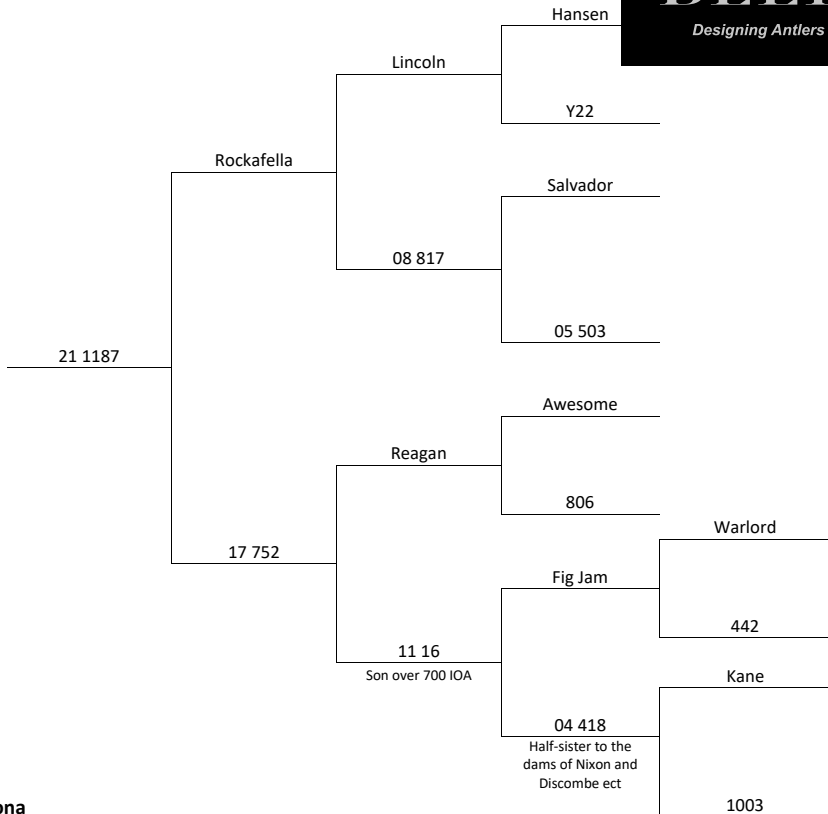 Hansen
Designing Antlers
Lincoln
Y22
Rockafella
Salvador
08 817
05 503
21 1187
Awesome
Reagan
806
Warlord
17 752
Fig Jam
442
11 16
Son over 700 IOA
Kane
04 418
Half-sister to the
dams of Nixon and
Discombe ect
1003